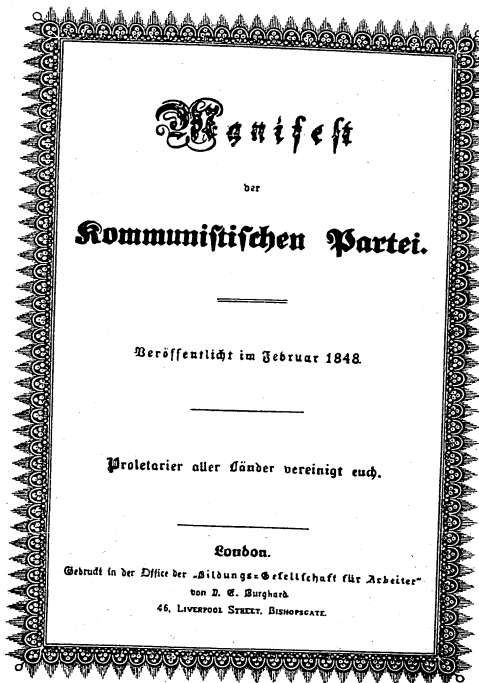 Manifest
der
Kommunistischen Partei.
Veröffentlicht im Februar 1848.
Proletarier aller Länder vereinigt euch.
London.
Gedruckt in der Office der „Bildungs=Gesellschaft für Arbeiter“
von J. E. Burghard.
46, LIVERPOOL STREET, BISHOPSGATE.